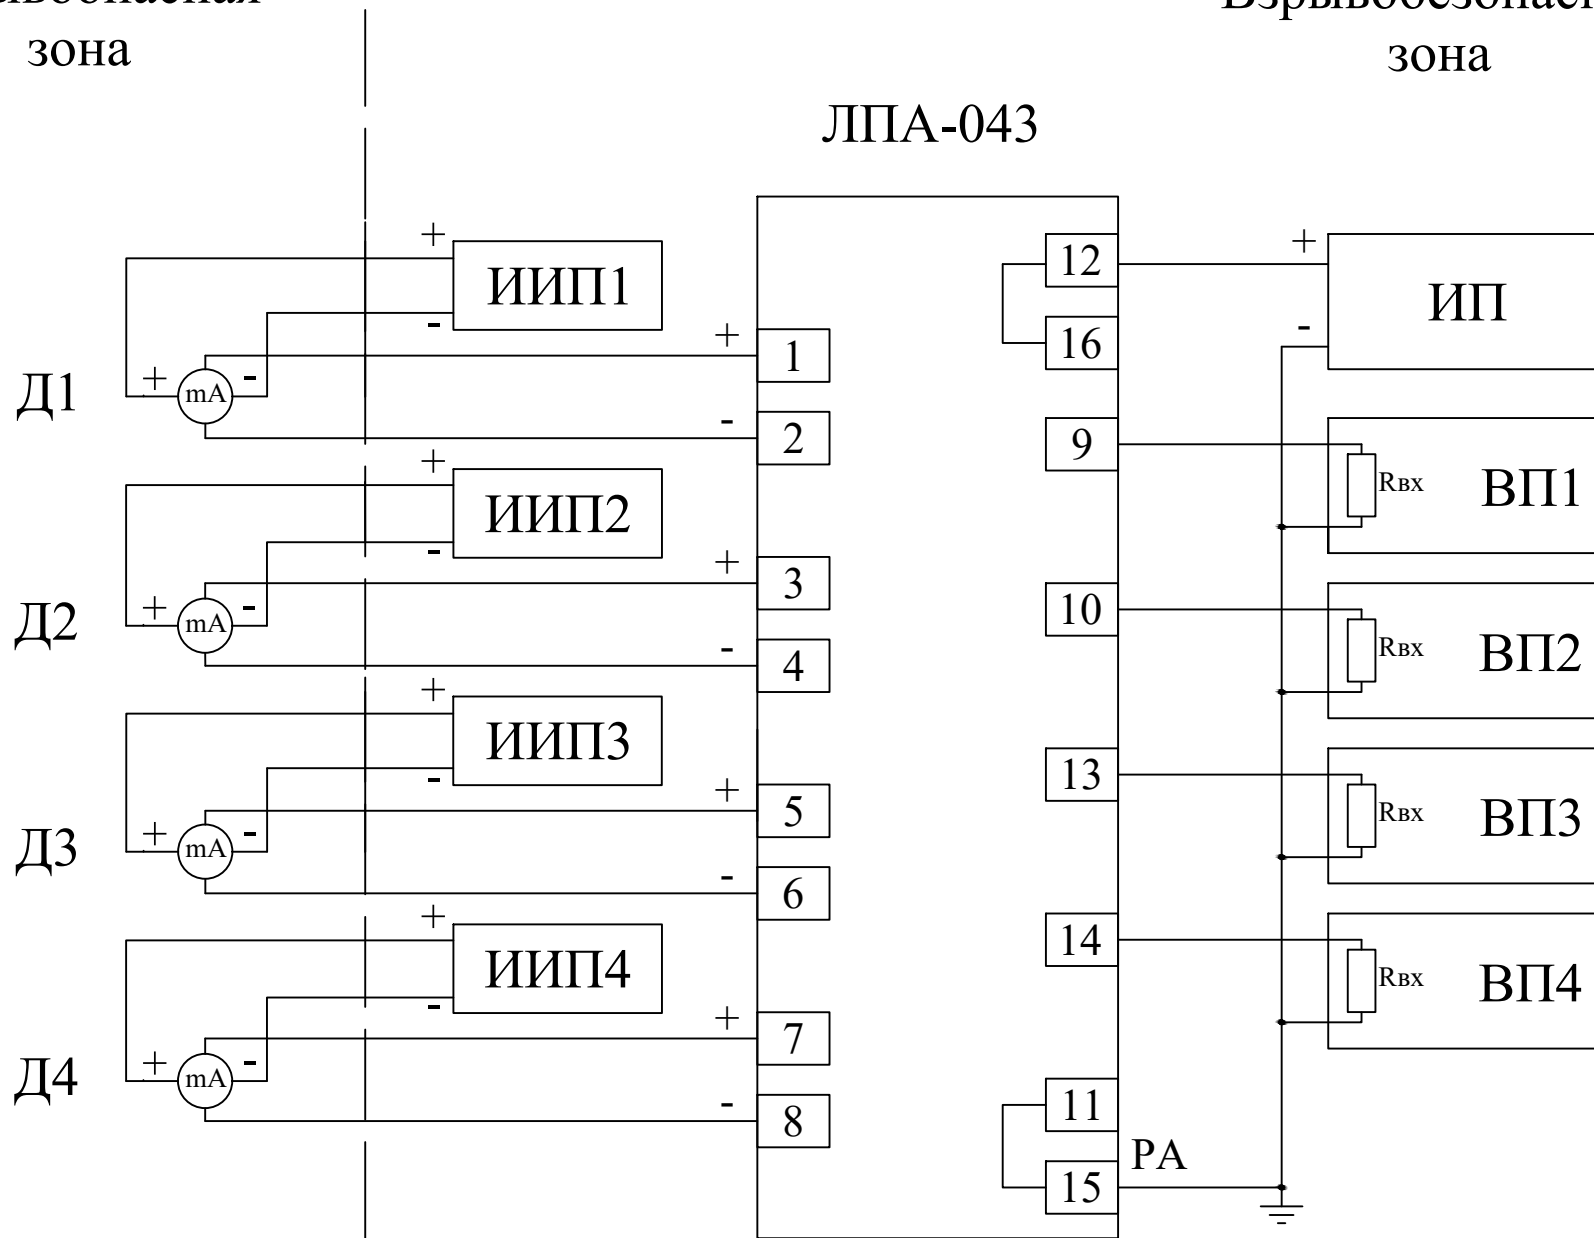 зона
зона
ЛПА-043
+ ИИП1 -
Д1 + mA -
+ 1
- 2
+ ИИП2 -
Д2 + mA -
+ 3
- 4
+ ИИП3 -
Д3 + mA -
+ 5
- 6
+ ИИП4 -
Д4 + mA -
+ 7
- 8
12
16
9
10
13
14
11
15
PA
+ ИП -
Rвх ВП1
Rвх ВП2
Rвх ВП3
Rвх ВП4